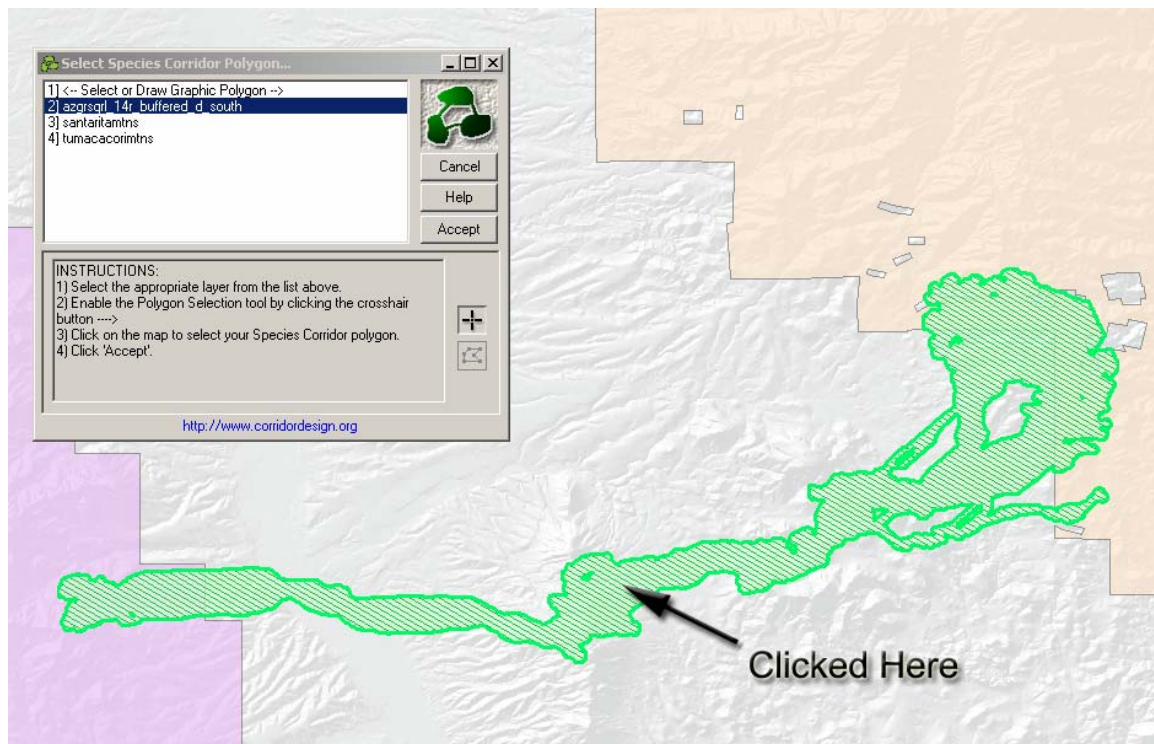 Select Species Corridor Polygon...
1] <-- Select or Draw Graphic Polygon -->
2] azgrsqrl_14r_buffered_d_south
3] santaritamtns
4] tumacacorimtns
Cancel
Help
Accept
INSTRUCTIONS:
1) Select the appropriate layer from the list above.
2) Enable the Polygon Selection tool by clicking the crosshair
button ---->
3) Click on the map to select your Species Corridor polygon.
4) Click 'Accept'.
http://www.corridordesign.org
Clicked Here